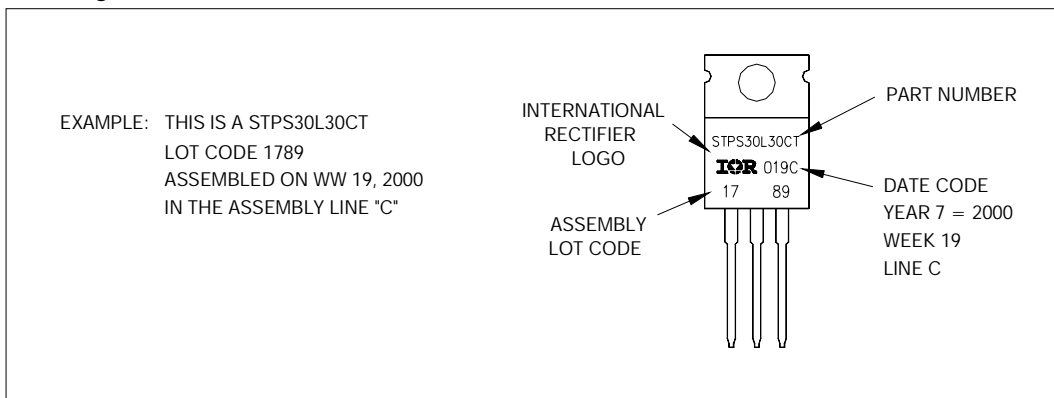 EXAMPLE: THIS IS A STPS30L30CT
LOT CODE 1789
ASSEMBLED ON WW 19, 2000
IN THE ASSEMBLY LINE "C"
INTERNATIONAL
RECTIFIER
LOGO
ASSEMBLY
LOT CODE
STPS30L30CT
IOR 019C
17 89
PART NUMBER
DATE CODE
YEAR 7 = 2000
WEEK 19
LINE C